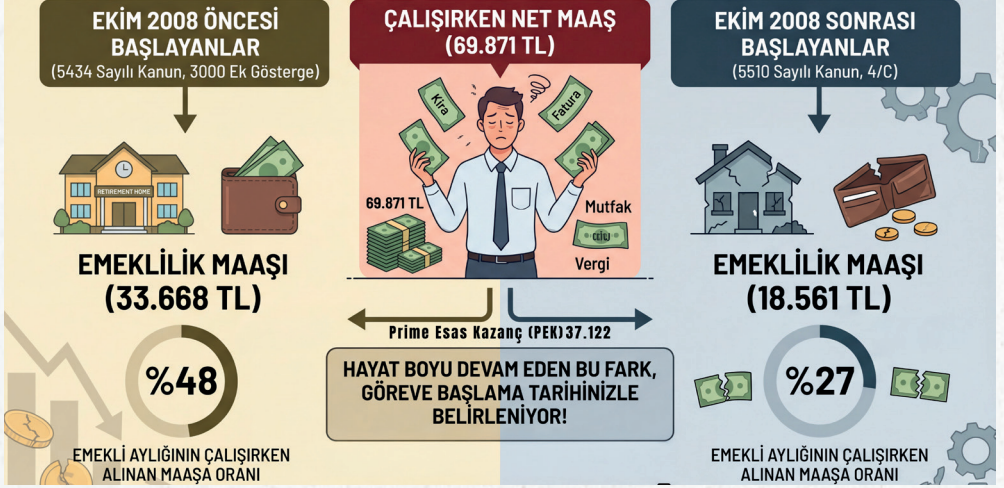 EKİM 2008 ÖNCESİ
BAŞLAYANLAR
(5434 Sayılı Kanun, 3000 Ek Gösterge)
RETIREMENT HOME
EMEKLİLİK MAAŞI
(33.668 TL)
%48
EMEKLİ AYLIĞININ ÇALIŞIRKEN
ALINAN MAAŞA ORANI
ÇALIŞIRKEN NET MAAŞ
(69.871 TL)
Kira
Fatura
69.871 TL
Mutfak
Vergi
Prime Esas Kazanç (PEK)37.122
HAYAT BOYU DEVAM EDEN BU FARK,
GÖREVE BAŞLAMA TARİHİNİZLE
BELİRLENİYOR!
EKİM 2008 SONRASI
BAŞLAYANLAR
(5510 Sayılı Kanun, 4/C)
EMEKLİLİK MAAŞI
(18.561 TL)
%27
EMEKLİ AYLIĞININ ÇALIŞIRKEN
ALINAN MAAŞA ORANI